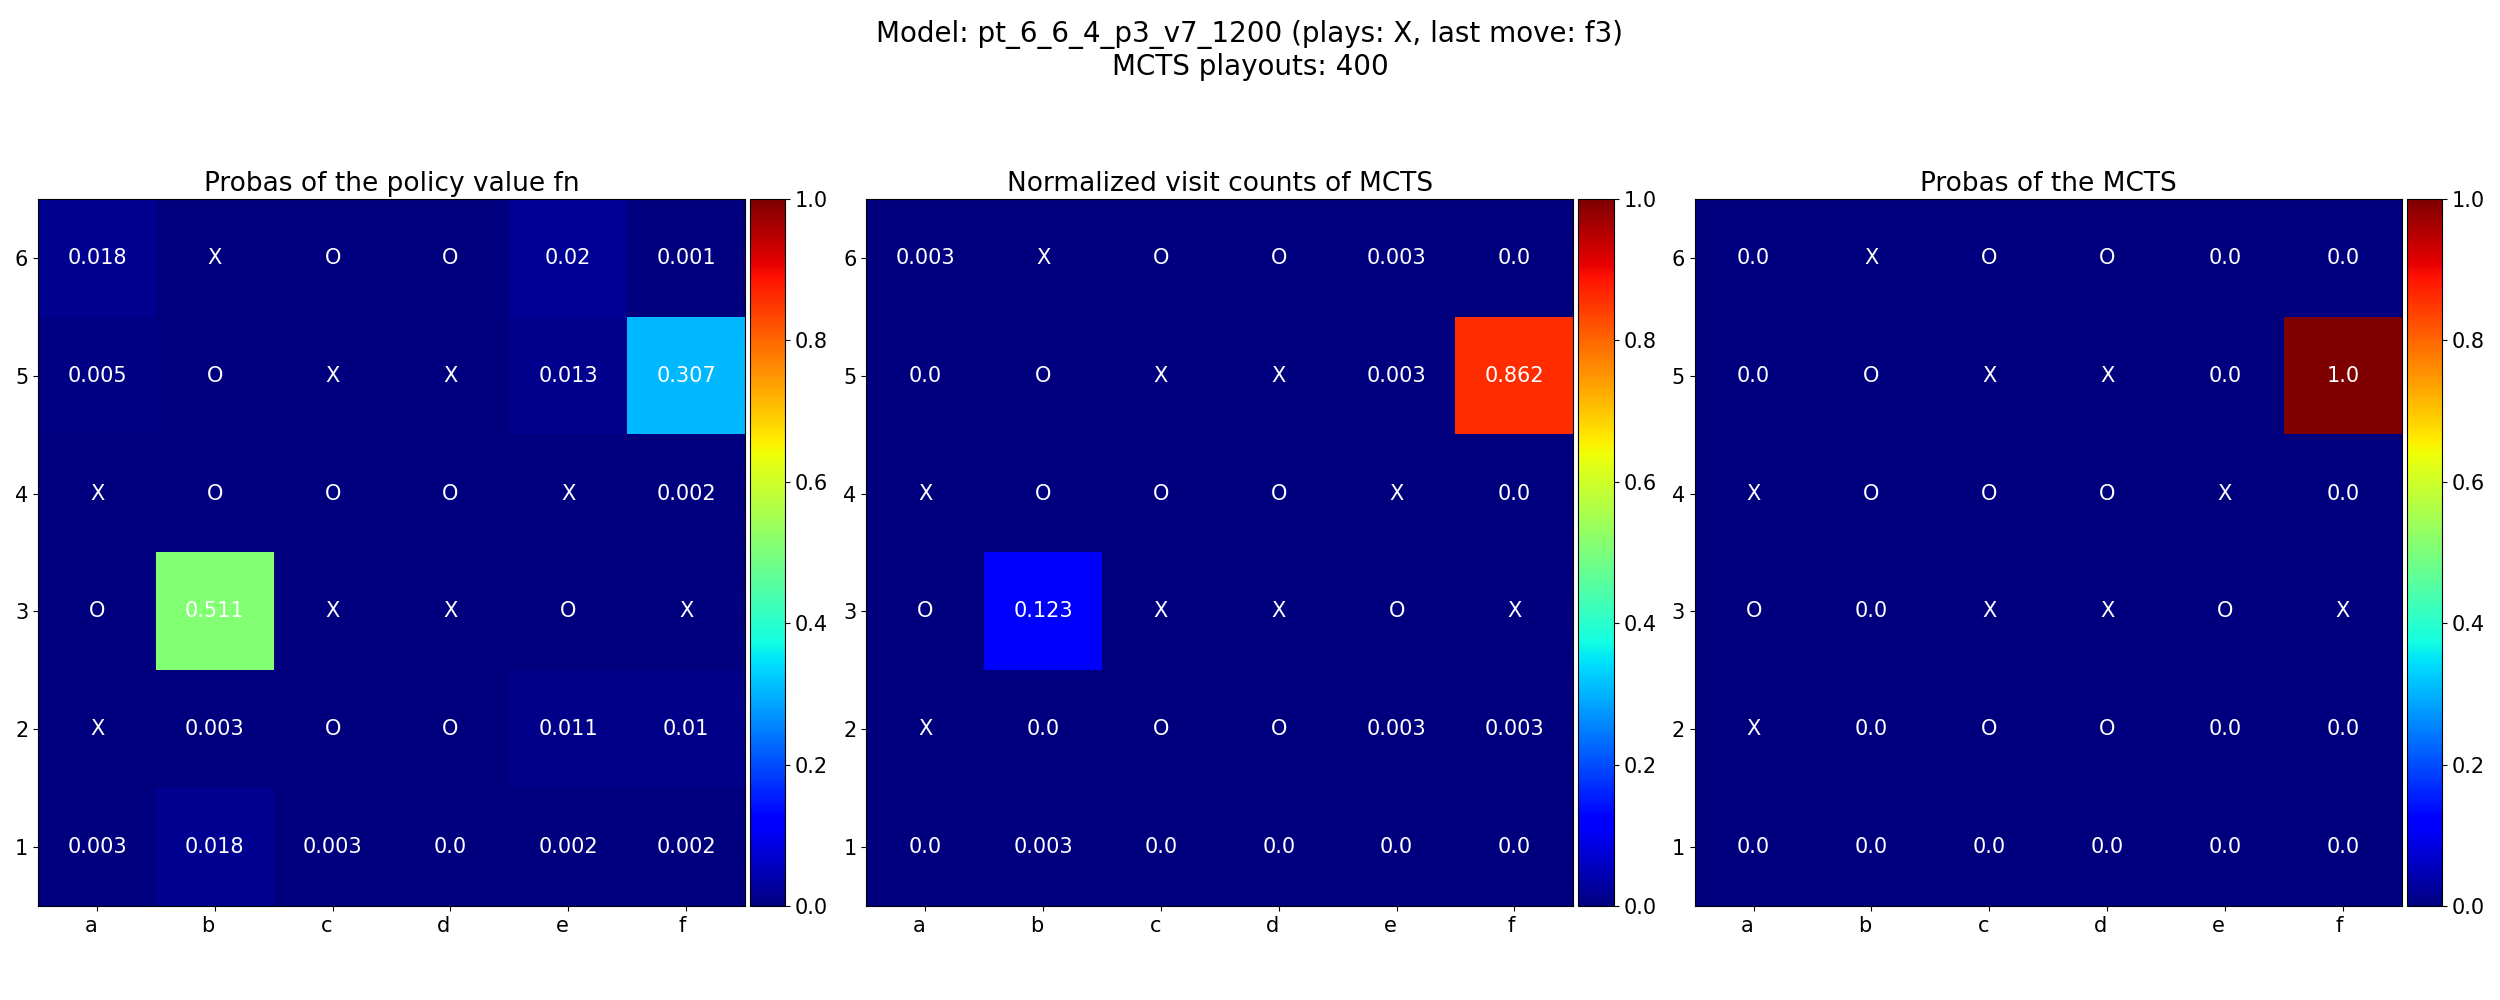 Model: pt_6_6_4_p3_v7_1200 (plays: X, last move: f3)
MCTS playouts: 400
Probas of the policy value fn
6 0.018 X O O 0.02 0.001
5 0.005 O X X 0.013 0.307
4 X O O O X 0.002
3 O 0.511 X X O X
2 X 0.003 O O 0.011 0.01
1 0.003 0.018 0.003 0.0 0.002 0.002
a b c d e f
1.0
0.8
0.6
0.4
0.2
0.0
Normalized visit counts of MCTS
6 0.003 X O O 0.003 0.0
5 0.0 O X X 0.003 0.862
4 X O O O X 0.0
3 O 0.123 X X O X
2 X 0.0 O O 0.003 0.003
1 0.0 0.003 0.0 0.0 0.0 0.0
a b c d e f
1.0
0.8
0.6
0.4
0.2
0.0
Probas of the MCTS
6 0.0 X O O 0.0 0.0
5 0.0 O X X 0.0 1.0
4 X O O O X 0.0
3 O 0.0 X X O X
2 X 0.0 O O 0.0 0.0
1 0.0 0.0 0.0 0.0 0.0 0.0
a b c d e f
1.0
0.8
0.6
0.4
0.2
0.0